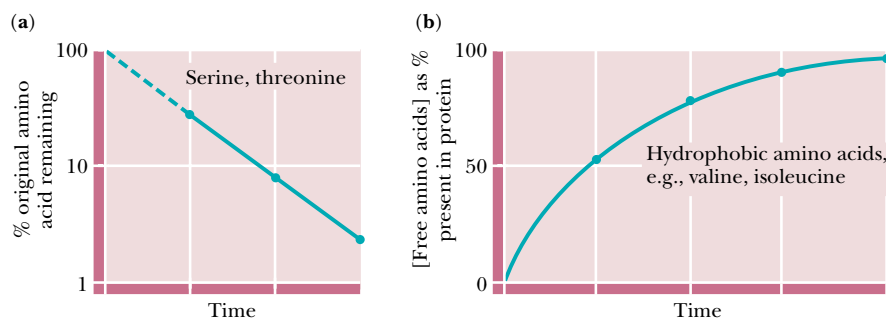 (a)
% original amino
acid remaining
100
10
1
Serine, threonine
Time
(b)
[Free amino acids] as %
present in protein
100
50
0
Hydrophobic amino acids,
e.g., valine, isoleucine
Time